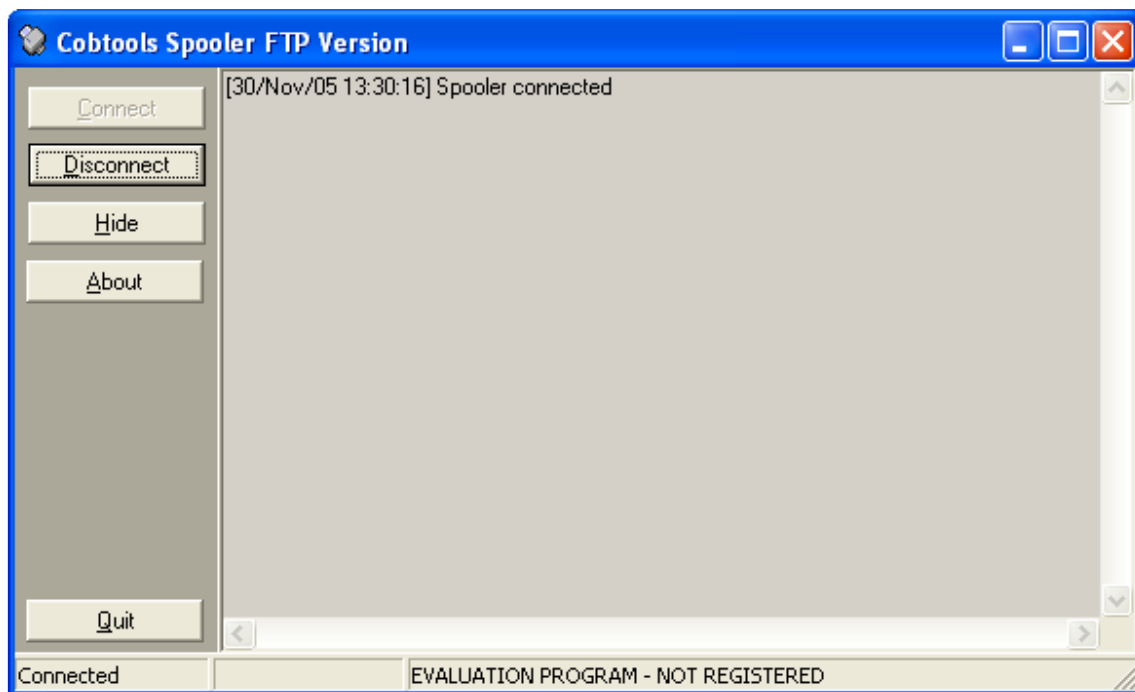 Cobtools Spooler FTP Version
Connect
[30/Nov/05 13:30:16] Spooler connected
Disconnect
Hide
About
Quit
Connected
EVALUATION PROGRAM - NOT REGISTERED